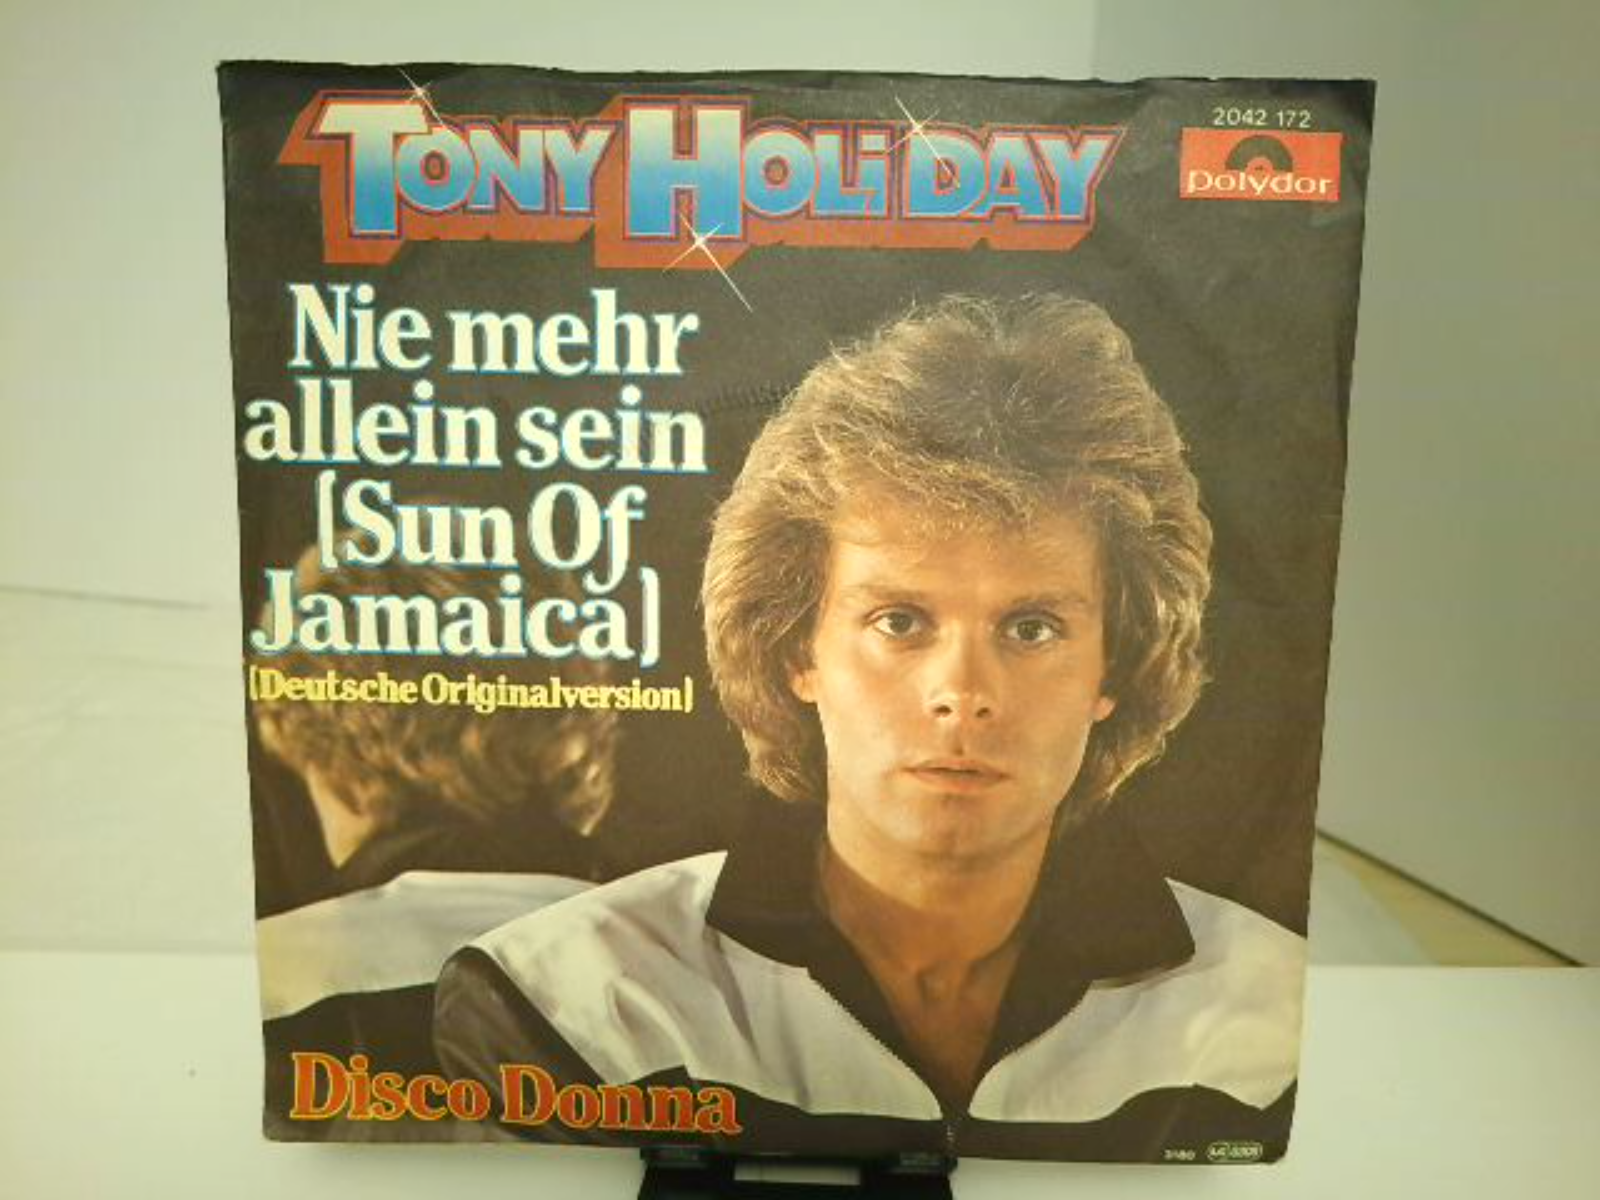 TONY HOLiDAY
2042 172
polydor
Nie mehr
allein sein
(Sun Of
Jamaica)
(Deutsche Originalversion)
Disco Donna